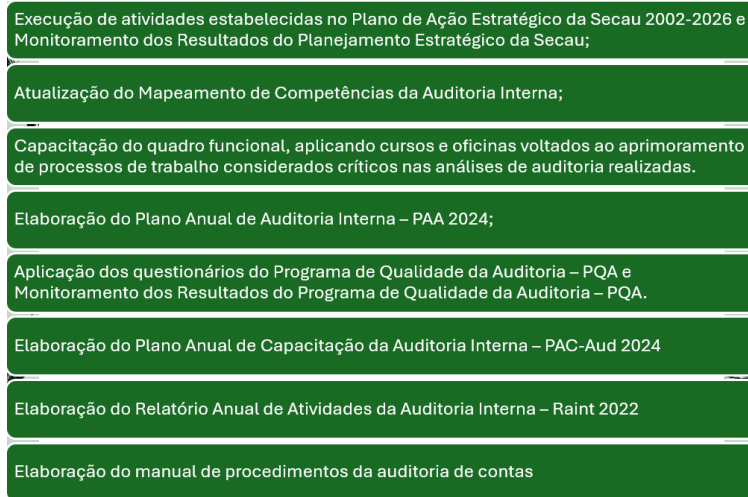 Execução de atividades estabelecidas no Plano de Ação Estratégico da Secau 2002-2026 e
Monitoramento dos Resultados do Planejamento Estratégico da Secau;
Atualização do Mapeamento de Competências da Auditoria Interna;
Capacitação do quadro funcional, aplicando cursos e oficinas voltados ao aprimoramento
de processos de trabalho considerados críticos nas análises de auditoria realizadas.
Elaboração do Plano Anual de Auditoria Interna – PAA 2024;
Aplicação dos questionários do Programa de Qualidade da Auditoria – PQA e
Monitoramento dos Resultados do Programa de Qualidade da Auditoria – PQA.
Elaboração do Plano Anual de Capacitação da Auditoria Interna – PAC-Aud 2024
Elaboração do Relatório Anual de Atividades da Auditoria Interna – Raint 2022
Elaboração do manual de procedimentos da auditoria de contas